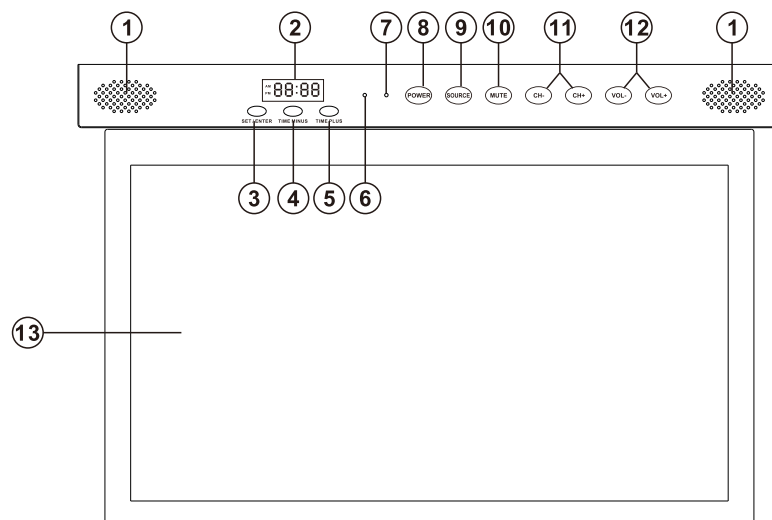 1 2 7 8 9 10 11 12 1
AM
PM 88:88
POWER SOURCE MUTE CH- CH+ VOL- VOL+
SET / ENTER TIME MINUS TIME PLUS
3 4 5 6
13